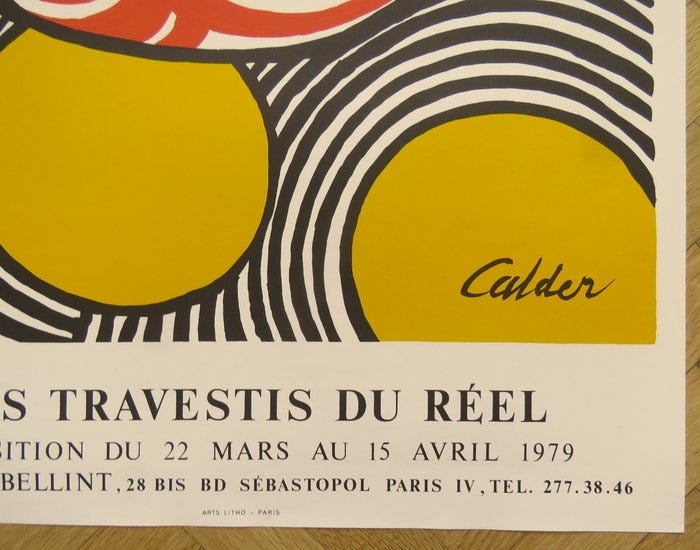 Calder
S TRAVESTIS DU RÉEL
SITION DU 22 MARS AU 15 AVRIL 1979
BELLINT, 28 BIS BD SÉBASTOPOL PARIS IV, TEL. 277.38.46
ARTS LITHO - PARIS